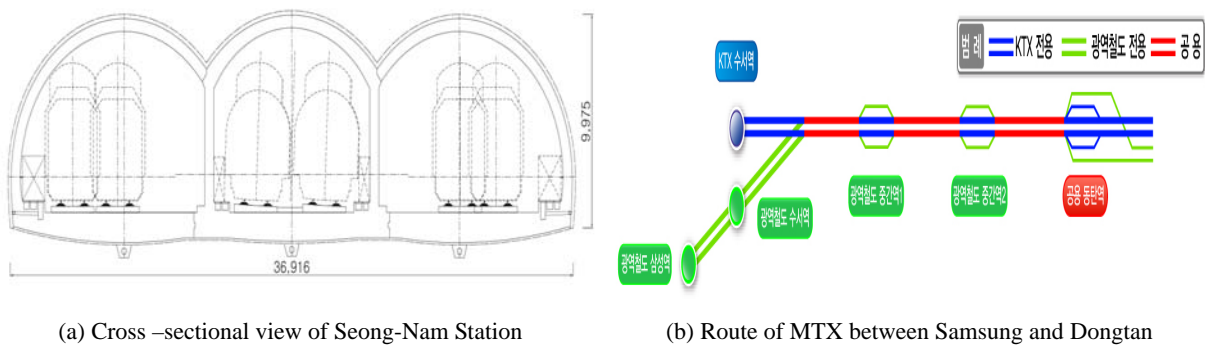 9.975
36.916
범 례
KTX 전용
광역철도 전용
공 용
KTX 수서역
광역철도 중간역1
광역철도 중간역2
공용 동탄역
광역철도 수서역
광역철도 삼성역
(a) Cross –sectional view of Seong-Nam Station
(b) Route of MTX between Samsung and Dongtan